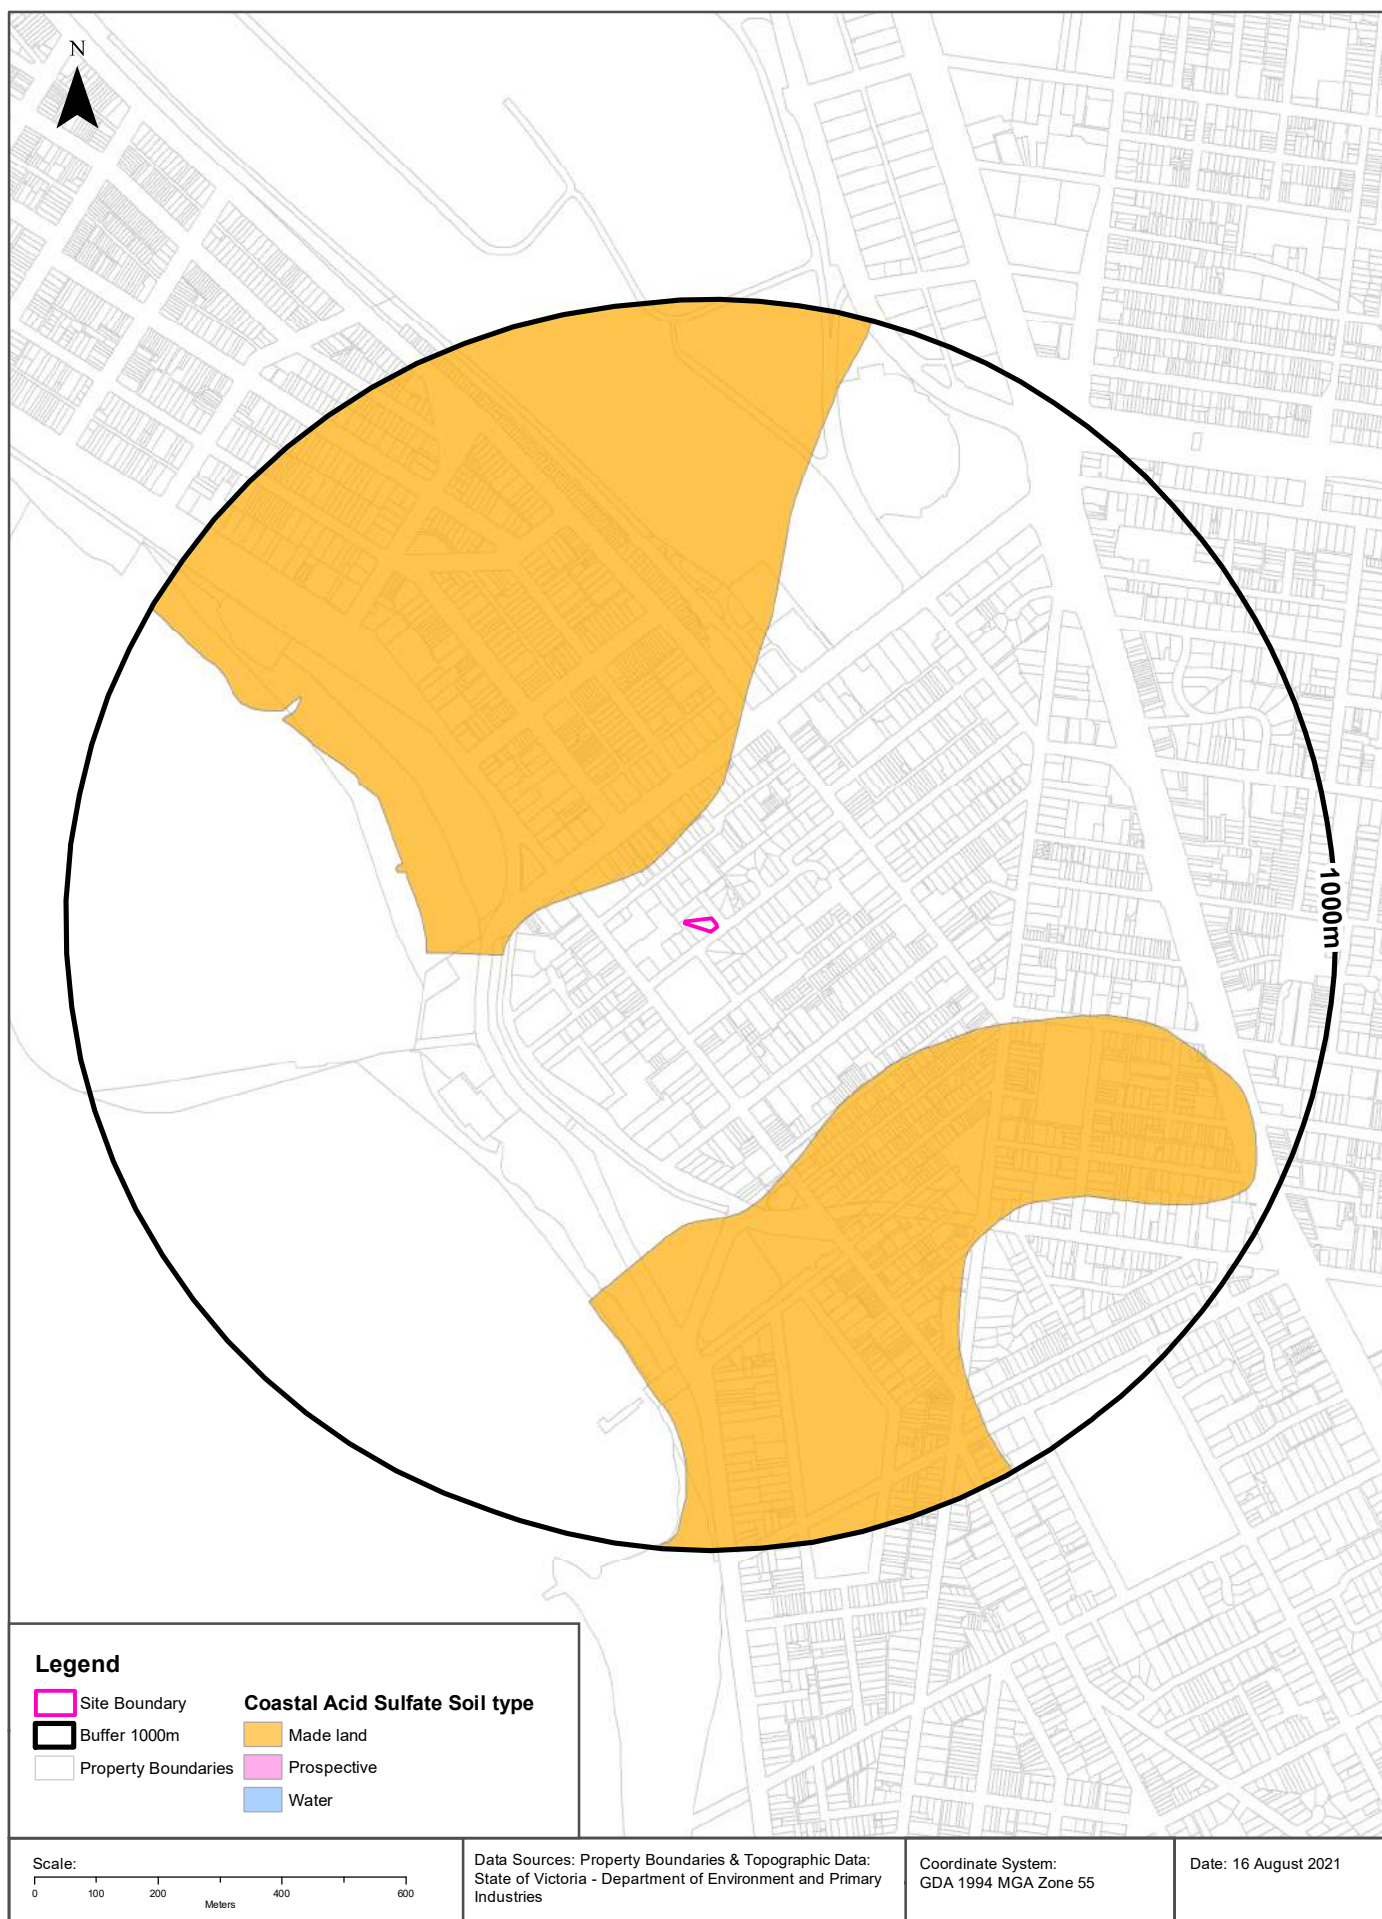 N
1000m
Legend
Site Boundary
Buffer 1000m
Property Boundaries
Coastal Acid Sulfate Soil type
Made land
Prospective
Water
Scale:
0 100 200 400 600
Meters
Data Sources: Property Boundaries & Topographic Data:
State of Victoria - Department of Environment and Primary
Industries
Coordinate System:
GDA 1994 MGA Zone 55
Date: 16 August 2021